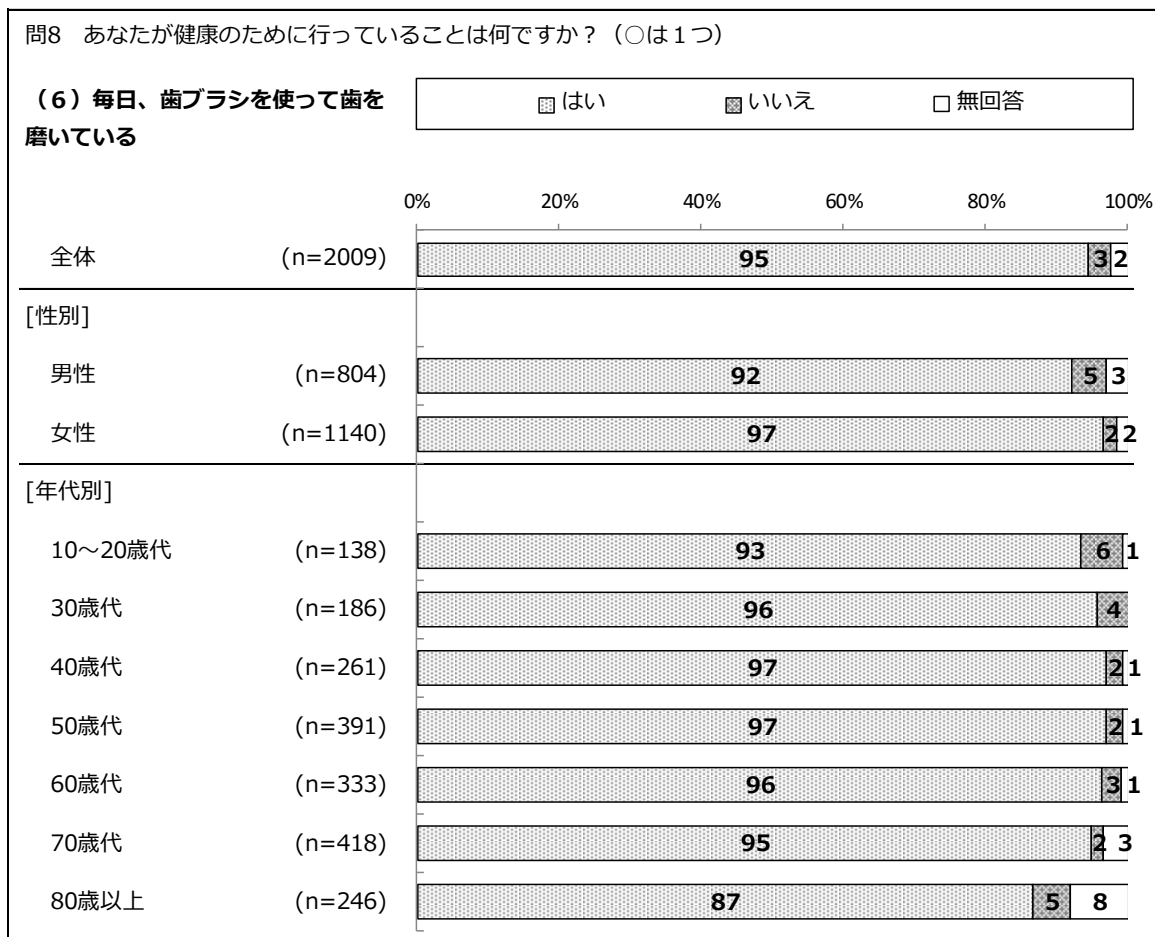 問8　あなたが健康のために行っていることは何ですか？（○は１つ）
（６）毎日、歯ブラシを使って歯を
磨いている
はい いいえ 無回答
0% 20% 40% 60% 80% 100%
全体 (n=2009) 95 3 2
[性別]
男性 (n=804) 92 5 3
女性 (n=1140) 97 2 2
[年代別]
10～20歳代 (n=138) 93 6 1
30歳代 (n=186) 96 4
40歳代 (n=261) 97 2 1
50歳代 (n=391) 97 2 1
60歳代 (n=333) 96 3 1
70歳代 (n=418) 95 2 3
80歳以上 (n=246) 87 5 8